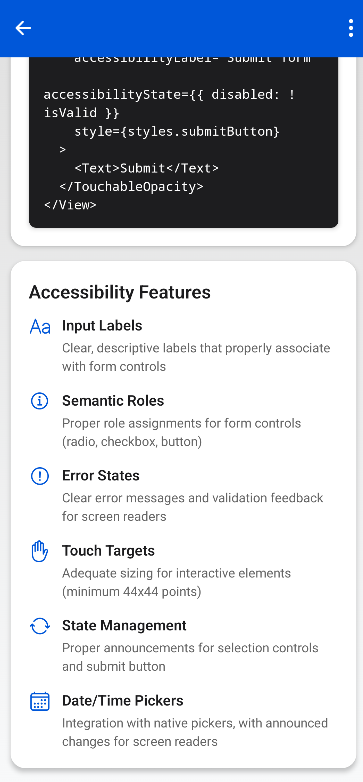 accessibilityLabel="Submit form"
accessibilityState={{ disabled: !
isValid }}
style={styles.submitButton}
>
<Text>Submit</Text>
</TouchableOpacity>
</View>
Accessibility Features
Aa Input Labels
Clear, descriptive labels that properly associate
with form controls
Semantic Roles
Proper role assignments for form controls
(radio, checkbox, button)
Error States
Clear error messages and validation feedback
for screen readers
Touch Targets
Adequate sizing for interactive elements
(minimum 44x44 points)
State Management
Proper announcements for selection controls
and submit button
Date/Time Pickers
Integration with native pickers, with announced
changes for screen readers